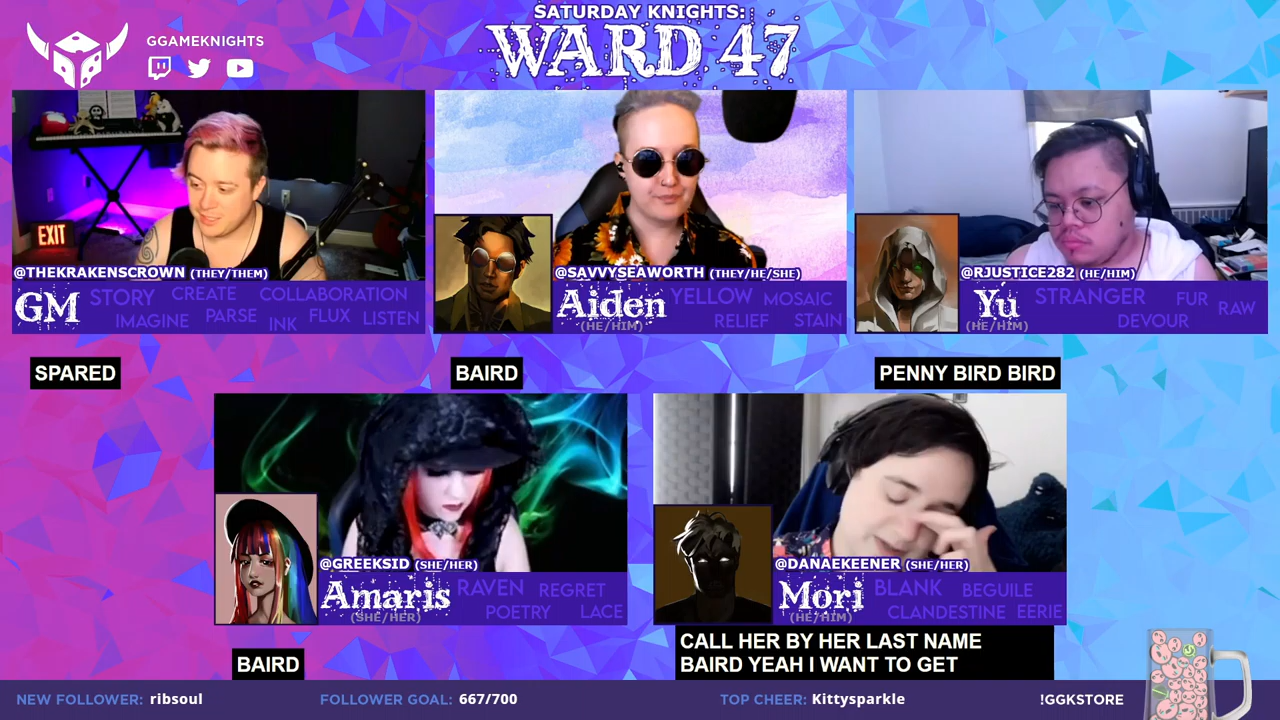 SATURDAY KNIGHTS:
WARD 47
GGAMEKNIGHTS
EXIT
@THEKRAKENSCROWN (THEY/THEM)
GM
STORY CREATE COLLABORATION
IMAGINE PARSE INK FLUX LISTEN
@SAVVYSEAWORTH (THEY/HE/SHE)
Aiden
(HE/HIM)
YELLOW MOSAIC
RELIEF STAIN
@RJUSTICE282 (HE/HIM)
Yu
(HE/HIM)
STRANGER FUR RAW
DEVOUR
SPARED
BAIRD
PENNY BIRD BIRD
@GREEKSID (SHE/HER)
Amaris
(SHE/HER)
RAVEN REGRET
POETRY LACE
@DANAEKEENER (SHE/HER)
Mori
(HE/HIM)
BLANK BEGUILE
CLANDESTINE EERIE
BAIRD
CALL HER BY HER LAST NAME
BAIRD YEAH I WANT TO GET
NEW FOLLOWER: ribsoul
FOLLOWER GOAL: 667/700
TOP CHEER: Kittysparkle
!GGKSTORE